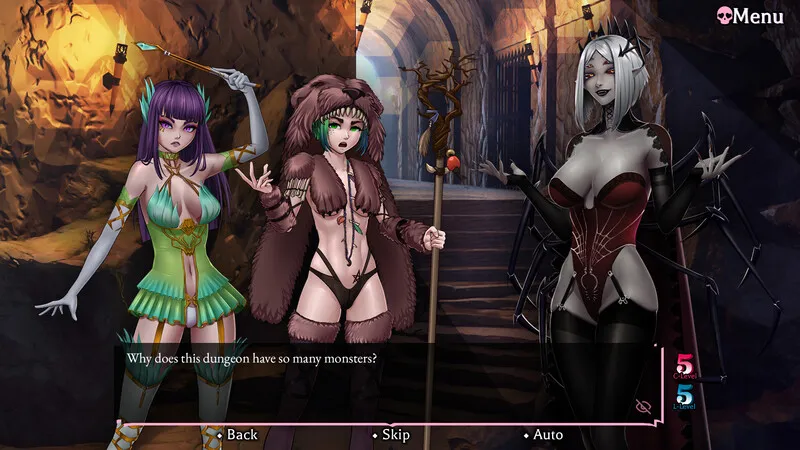 Menu
Why does this dungeon have so many monsters?
5
C-Level
5
L-Level
Back
Skip
Auto